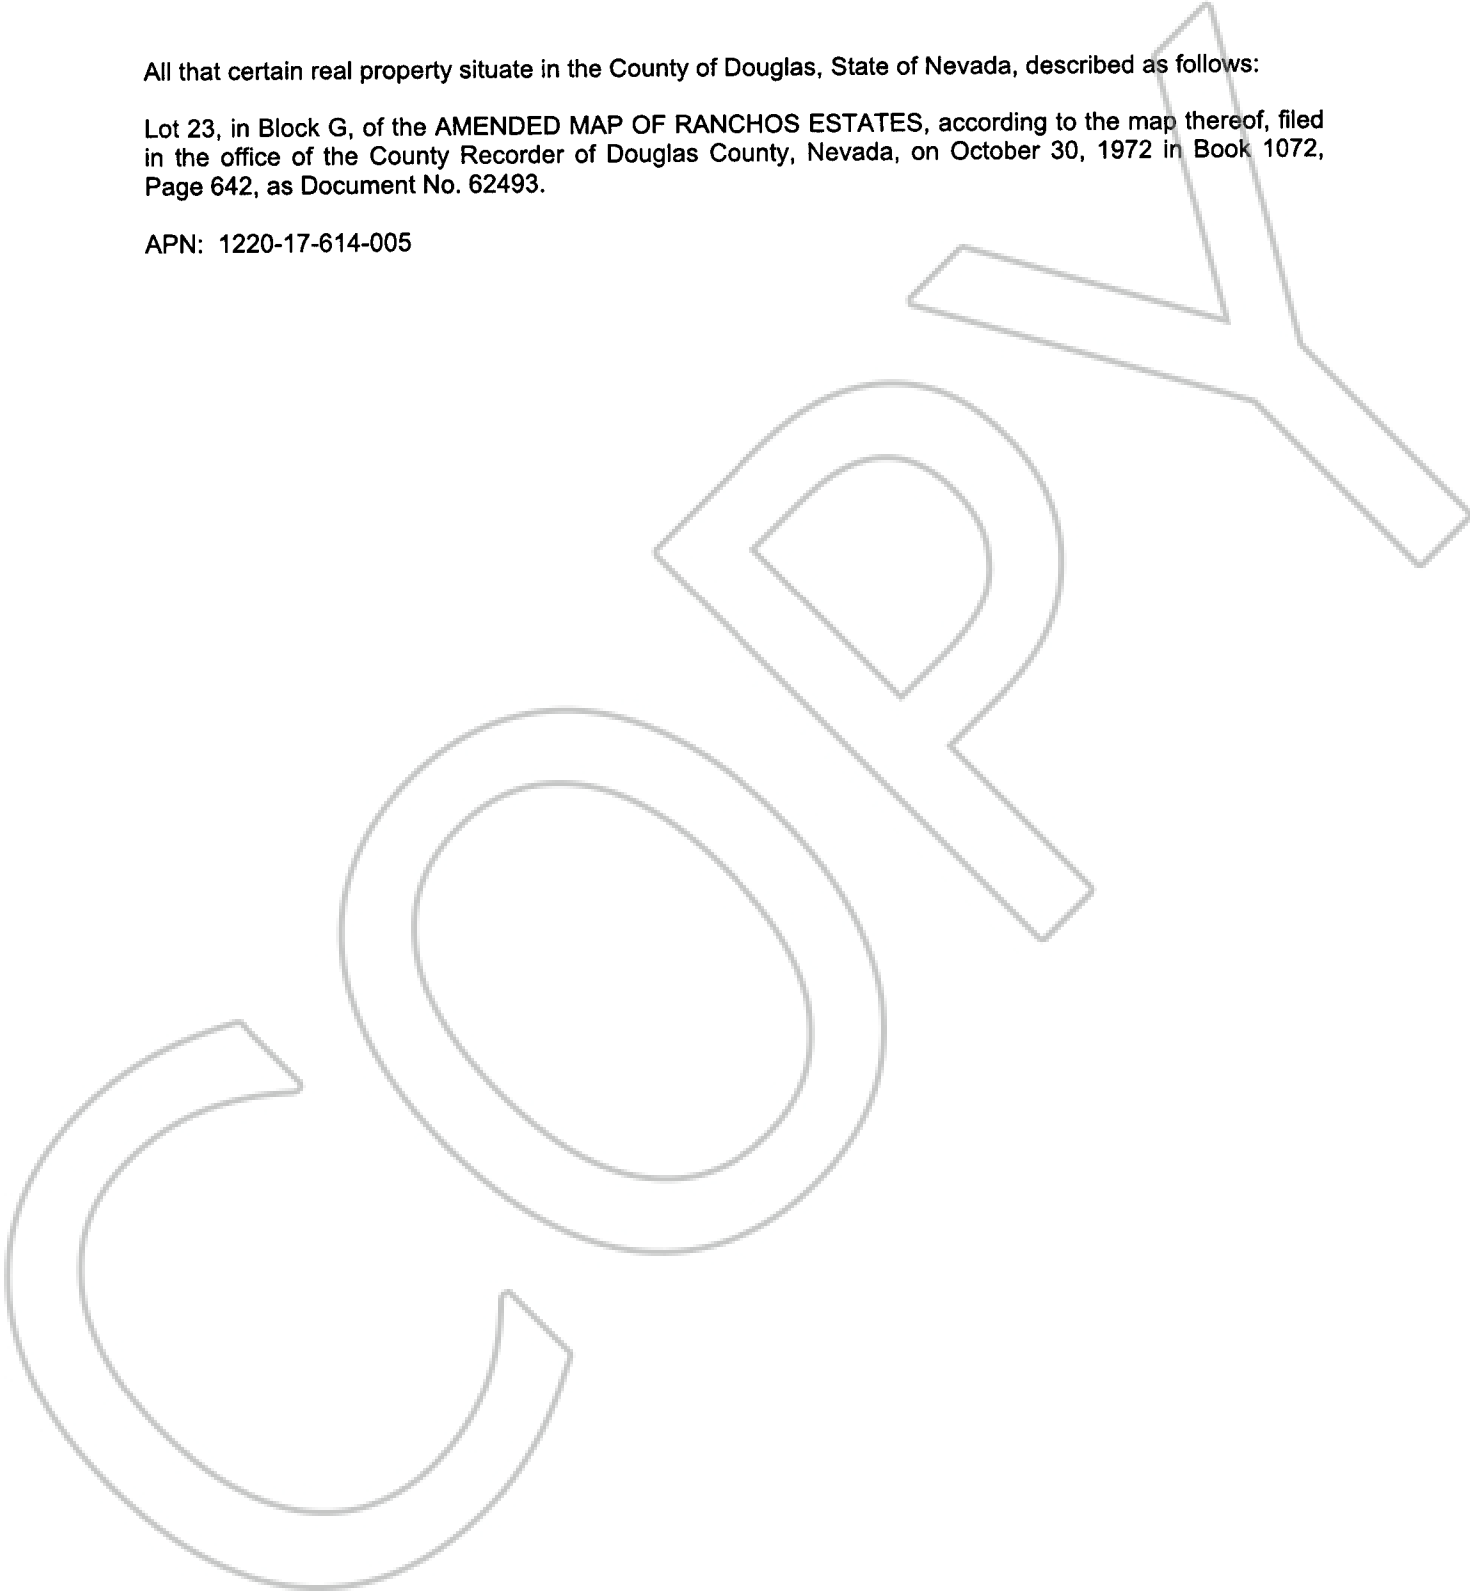 All that certain real property situate in the County of Douglas, State of Nevada, described as follows:
Lot 23, in Block G, of the AMENDED MAP OF RANCHOS ESTATES, according to the map thereof, filed
in the office of the County Recorder of Douglas County, Nevada, on October 30, 1972 in Book 1072,
Page 642, as Document No. 62493.
APN: 1220-17-614-005
COPY